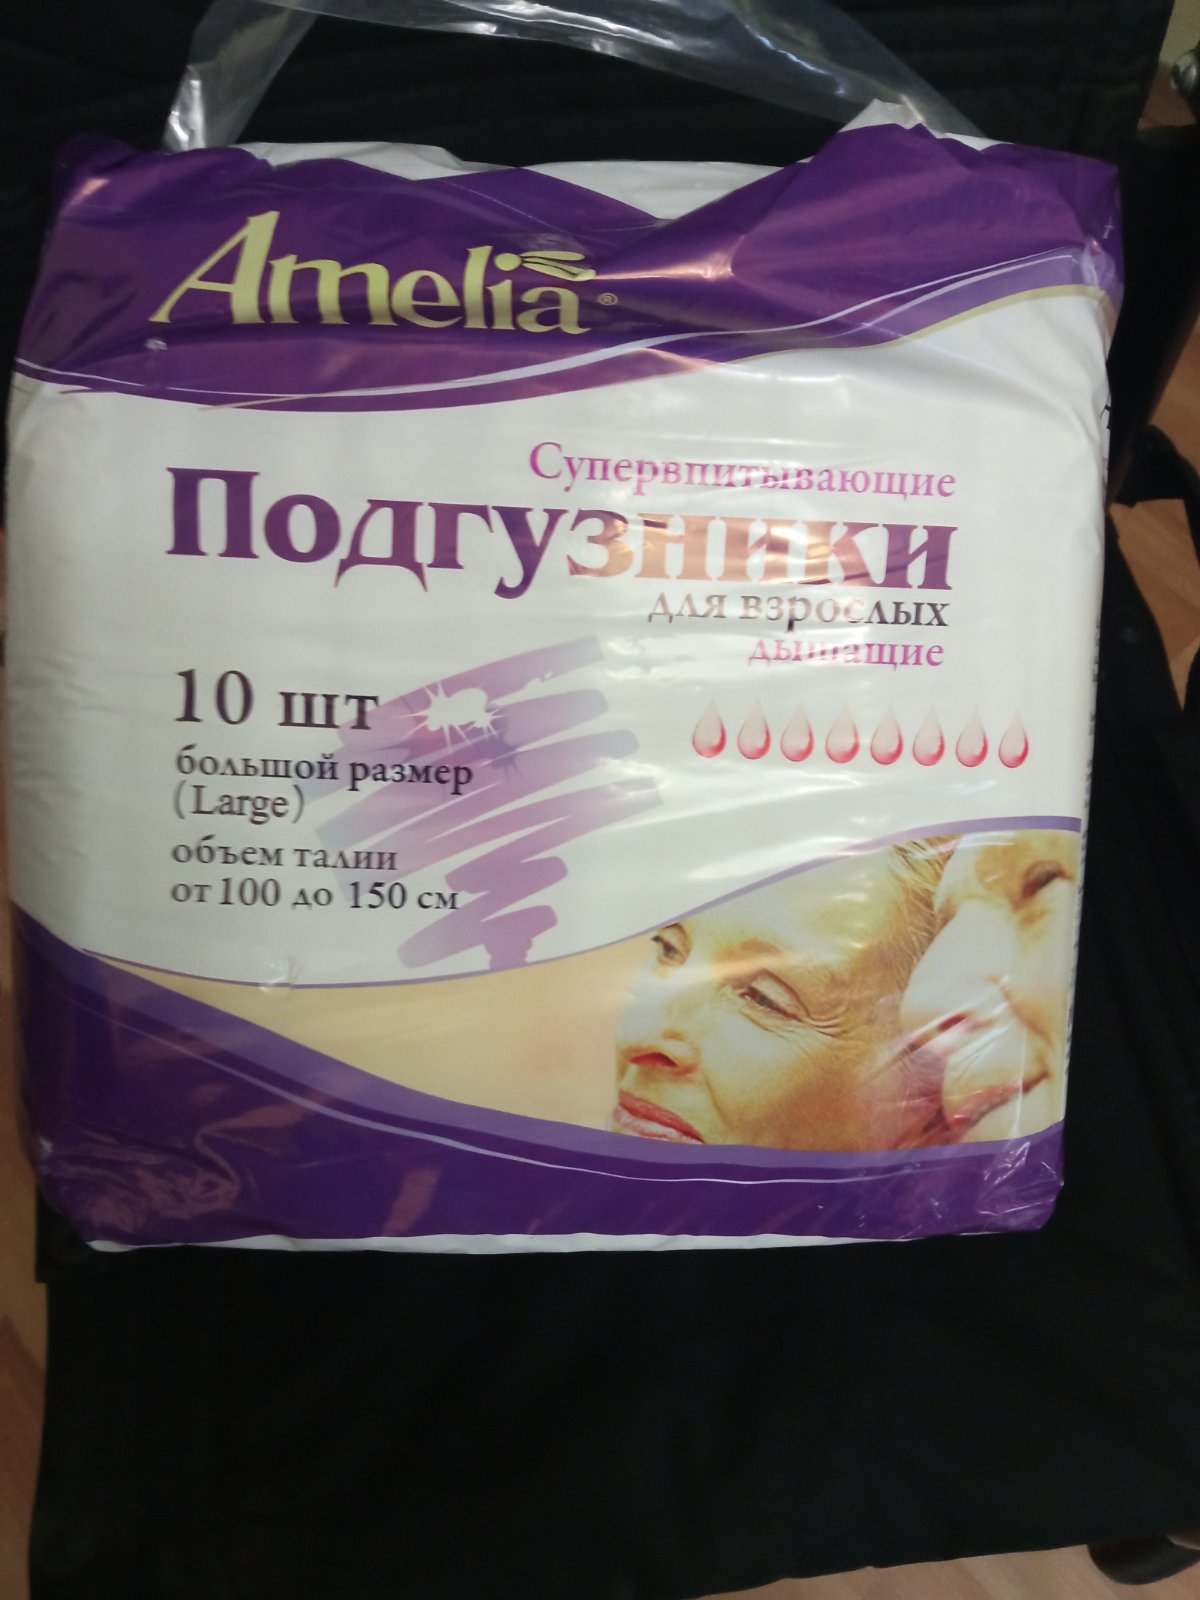 Amelia®
Супервпитывающие
Подгузники
для взрослых
дышащие
10 шт
большой размер
(Large)
объем талии
от 100 до 150 см